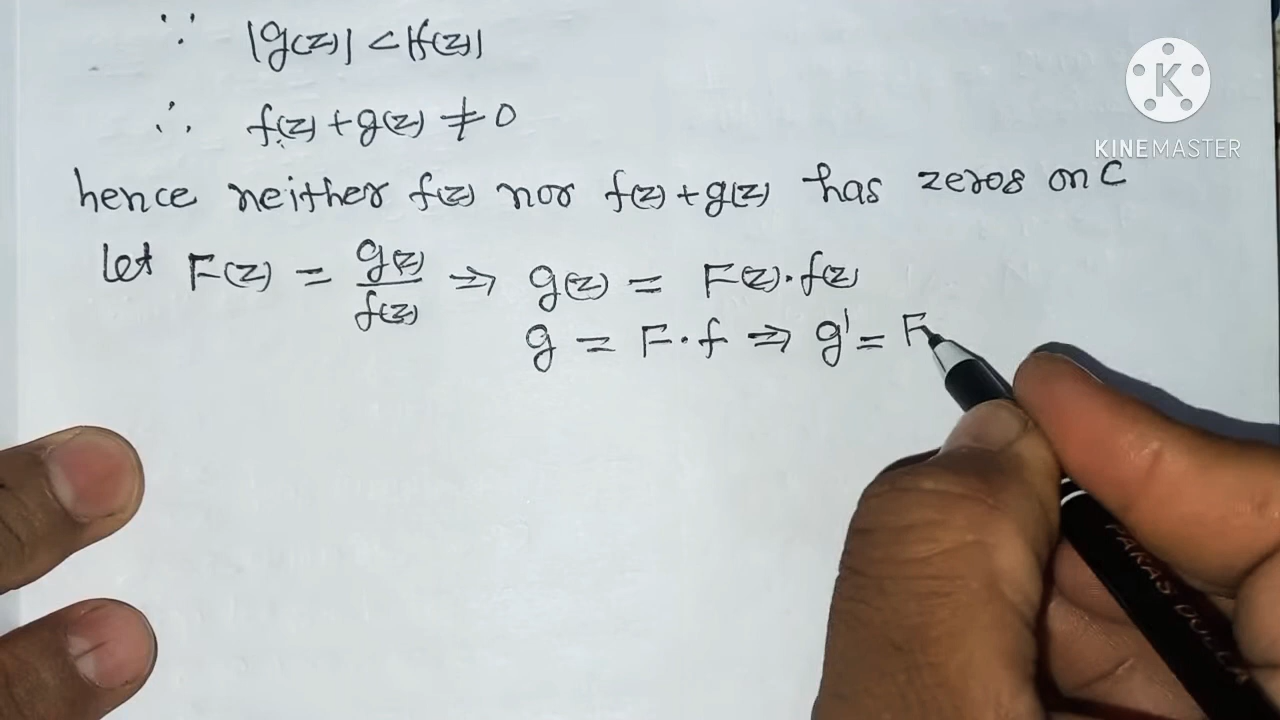 ∵ |g(z)| < |f(z)|
∴ f(z) + g(z) ≠ 0
hence neither f(z) nor f(z) + g(z) has zeros on C
let F(z) = g(z)/f(z) ⇒ g(z) = F(z)·f(z)
g = F·f ⇒ g' = F
K
KINEMASTER